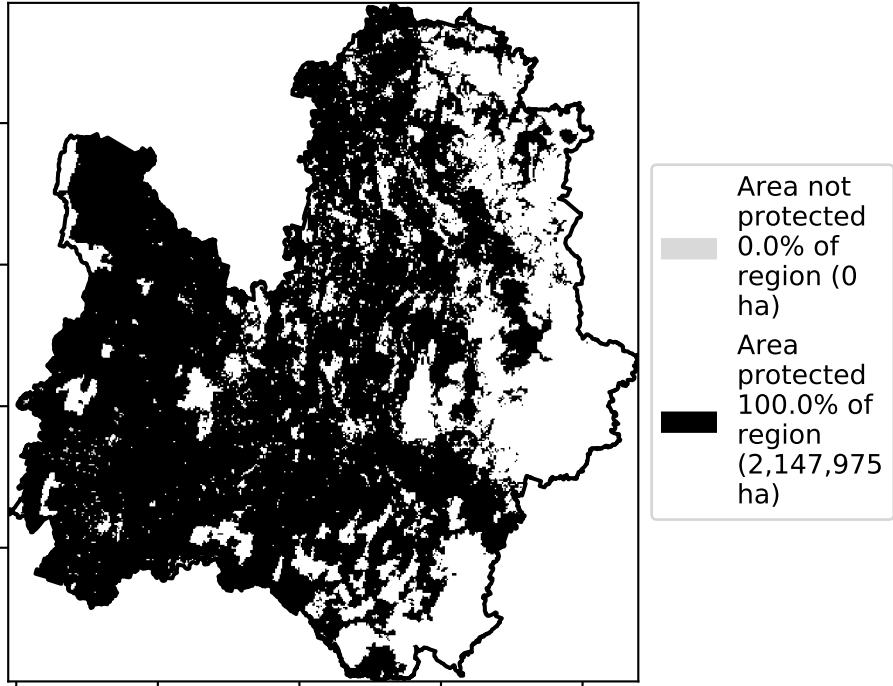 Area not
protected
0.0% of
region (0
ha)
Area
protected
100.0% of
region
(2,147,975
ha)